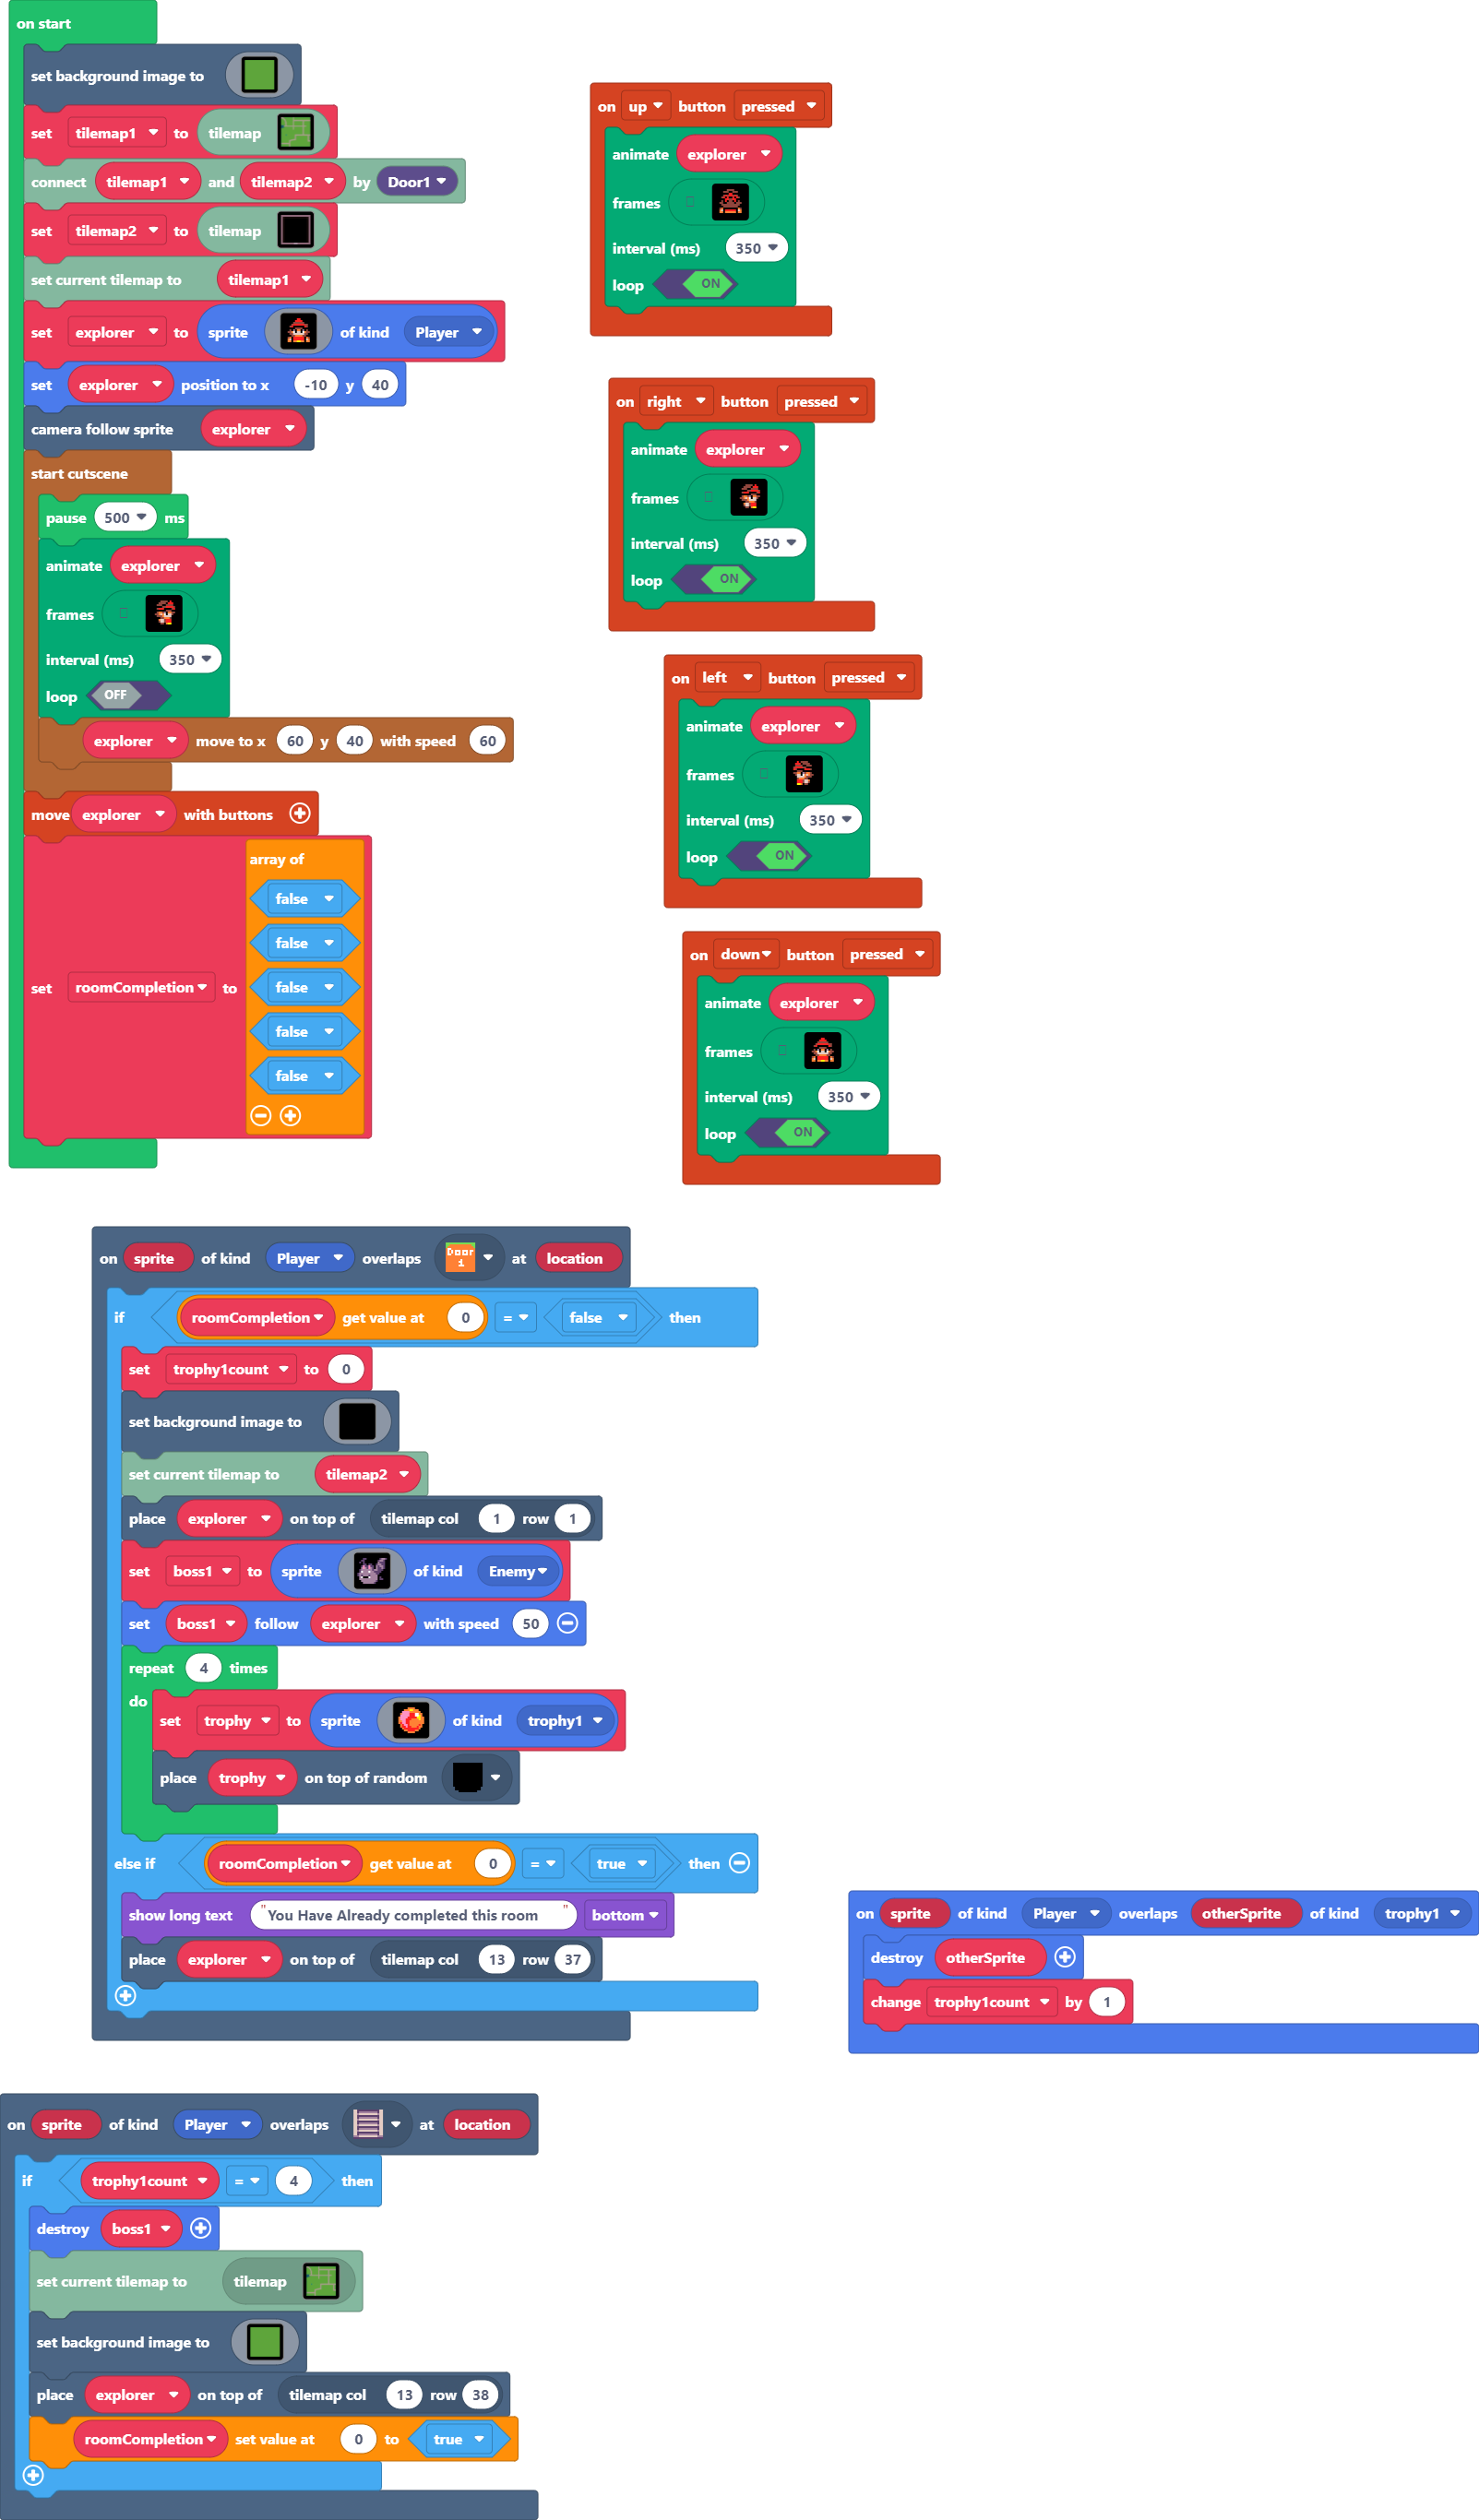 on start
set background image to
set tilemap1 to tilemap
connect tilemap1 and tilemap2 by Door1
set tilemap2 to tilemap
set current tilemap to tilemap1
set explorer to sprite of kind Player
set explorer position to x -10 y 40
camera follow sprite explorer
start cutscene
pause 500 ms
animate explorer
frames
interval (ms) 350
loop OFF
explorer move to x 60 y 40 with speed 60
move explorer with buttons
array of
false
false
false
false
false
set roomCompletion to
on up button pressed
animate explorer
frames
interval (ms) 350
loop ON
on right button pressed
animate explorer
frames
interval (ms) 350
loop ON
on left button pressed
animate explorer
frames
interval (ms) 350
loop ON
on down button pressed
animate explorer
frames
interval (ms) 350
loop ON
on sprite of kind Player overlaps Door 1 at location
if roomCompletion get value at 0 = false then
set trophy1count to 0
set background image to
set current tilemap to tilemap2
place explorer on top of tilemap col 1 row 1
set boss1 to sprite of kind Enemy
set boss1 follow explorer with speed 50
repeat 4 times
do
set trophy to sprite of kind trophy1
place trophy on top of random
else if roomCompletion get value at 0 = true then
show long text "You Have Already completed this room" bottom
place explorer on top of tilemap col 13 row 37
on sprite of kind Player overlaps otherSprite of kind trophy1
destroy otherSprite
change trophy1count by 1
on sprite of kind Player overlaps at location
if trophy1count = 4 then
destroy boss1
set current tilemap to tilemap
set background image to
place explorer on top of tilemap col 13 row 38
roomCompletion set value at 0 to true